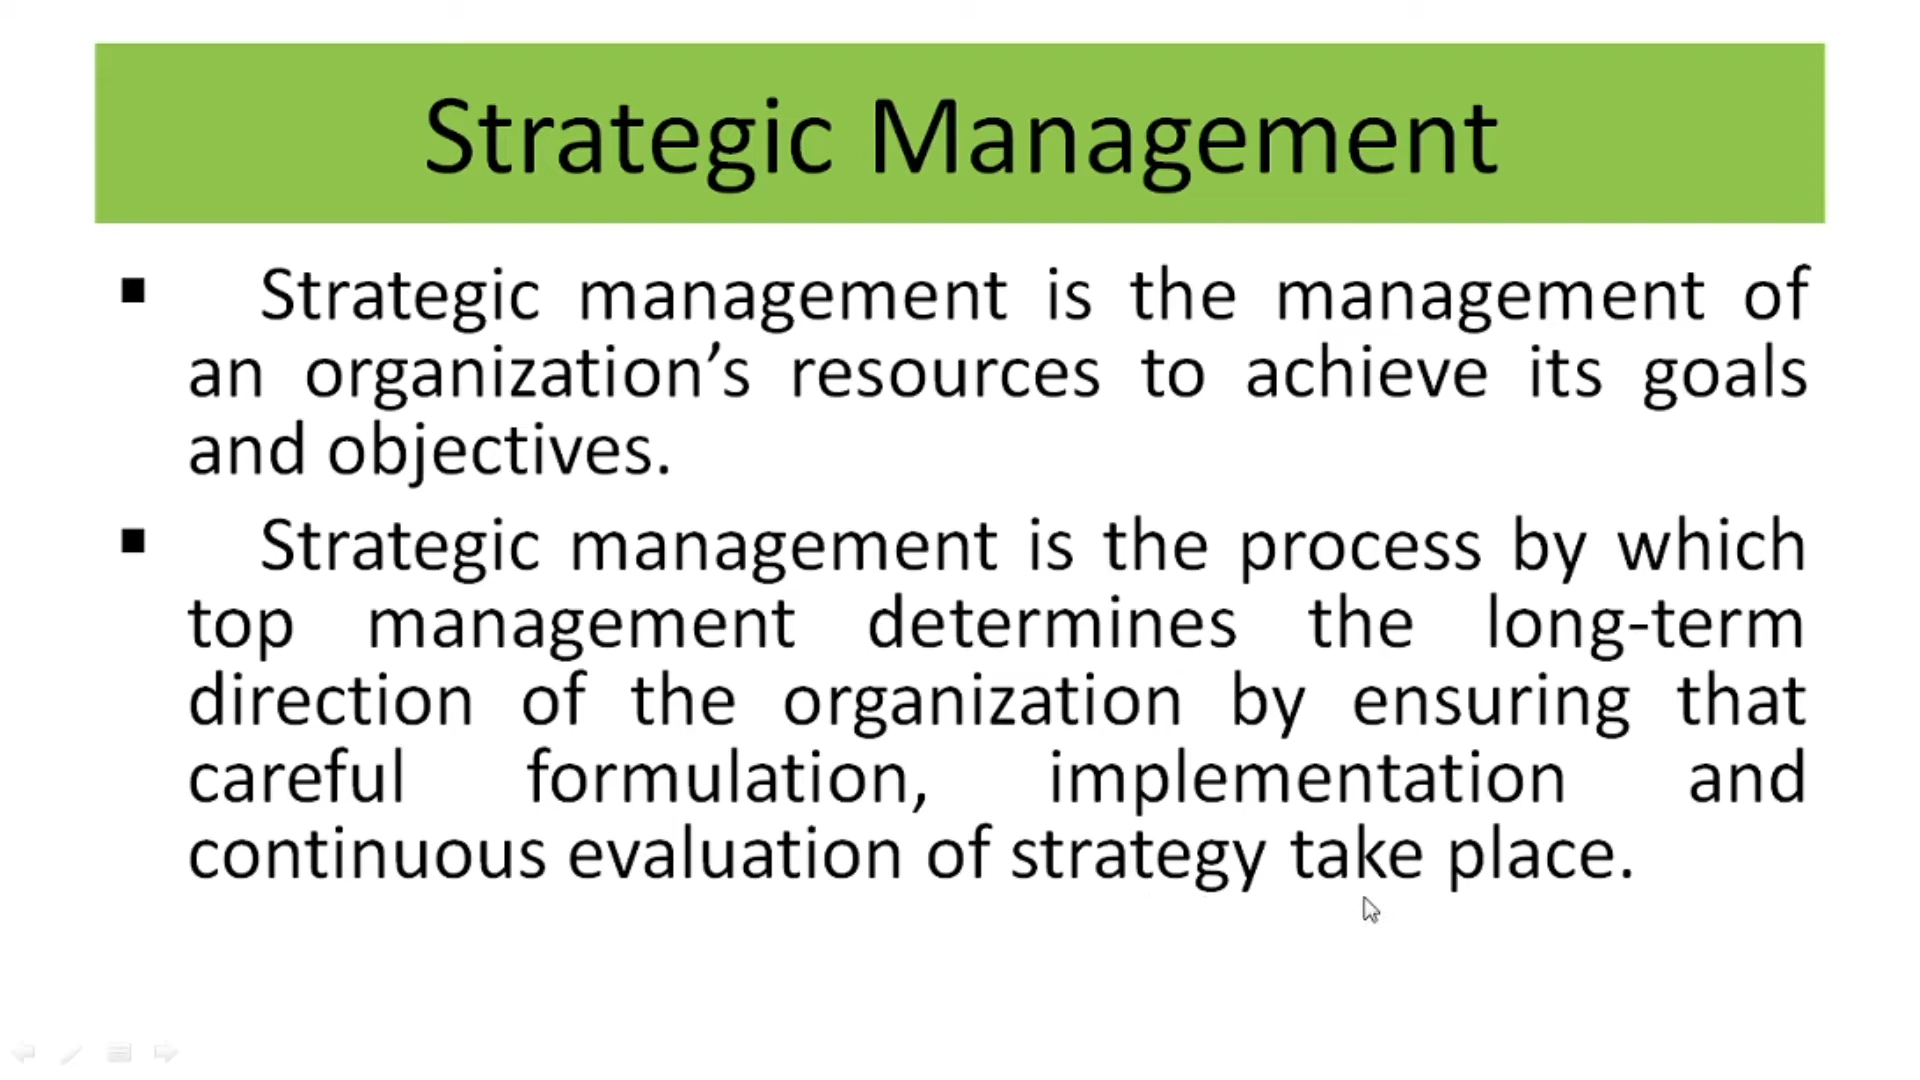 Strategic Management
▪ Strategic management is the management of
an organization’s resources to achieve its goals
and objectives.
▪ Strategic management is the process by which
top management determines the long-term
direction of the organization by ensuring that
careful formulation, implementation and
continuous evaluation of strategy take place.